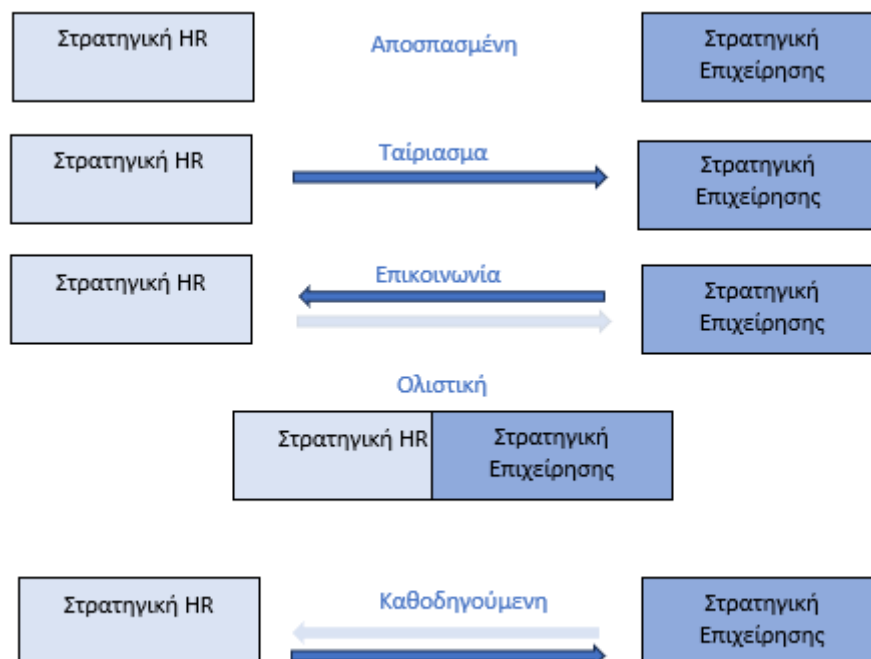 Στρατηγική HR
Αποσπασμένη
Στρατηγική
Επιχείρησης
Στρατηγική HR
Ταίριασμα
Στρατηγική
Επιχείρησης
Στρατηγική HR
Επικοινωνία
Στρατηγική
Επιχείρησης
Ολιστική
Στρατηγική HR
Στρατηγική
Επιχείρησης
Στρατηγική HR
Καθοδηγούμενη
Στρατηγική
Επιχείρησης